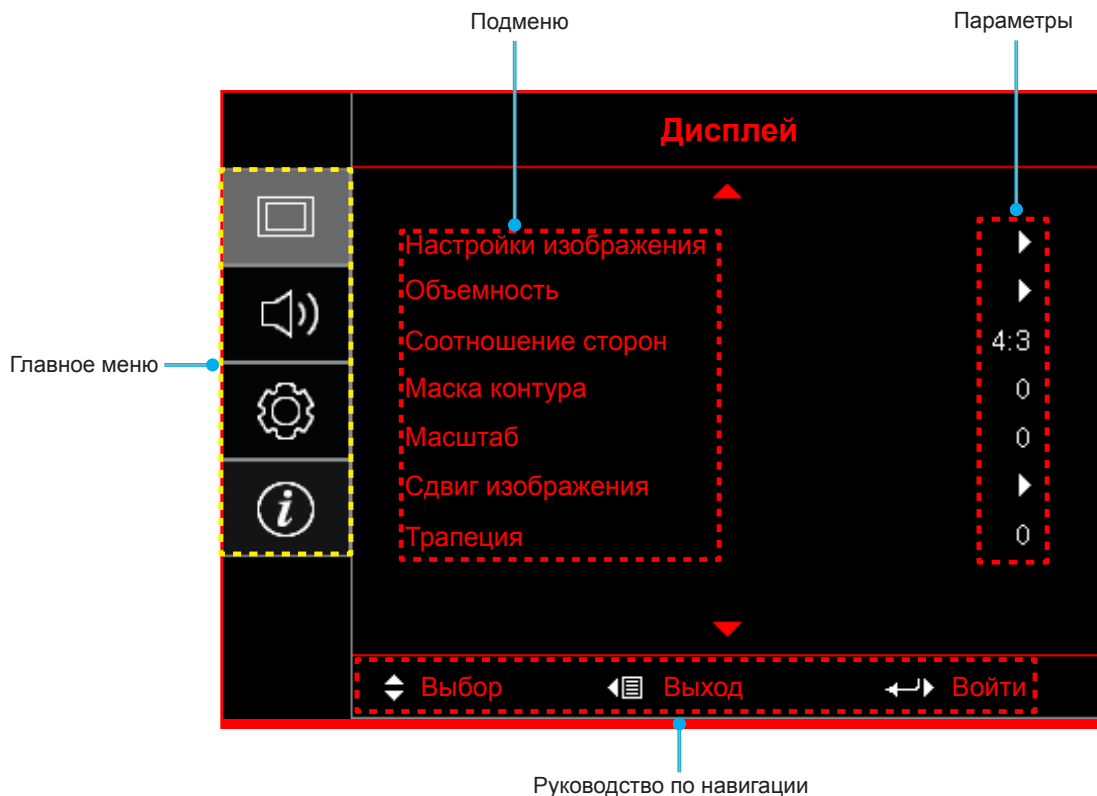 Подменю
Параметры
Дисплей
Настройки изображения
Объемность
Соотношение сторон 4:3
Главное меню
Маска контура 0
Масштаб 0
Сдвиг изображения
Трапеция 0
Выбор Выход Войти
Руководство по навигации